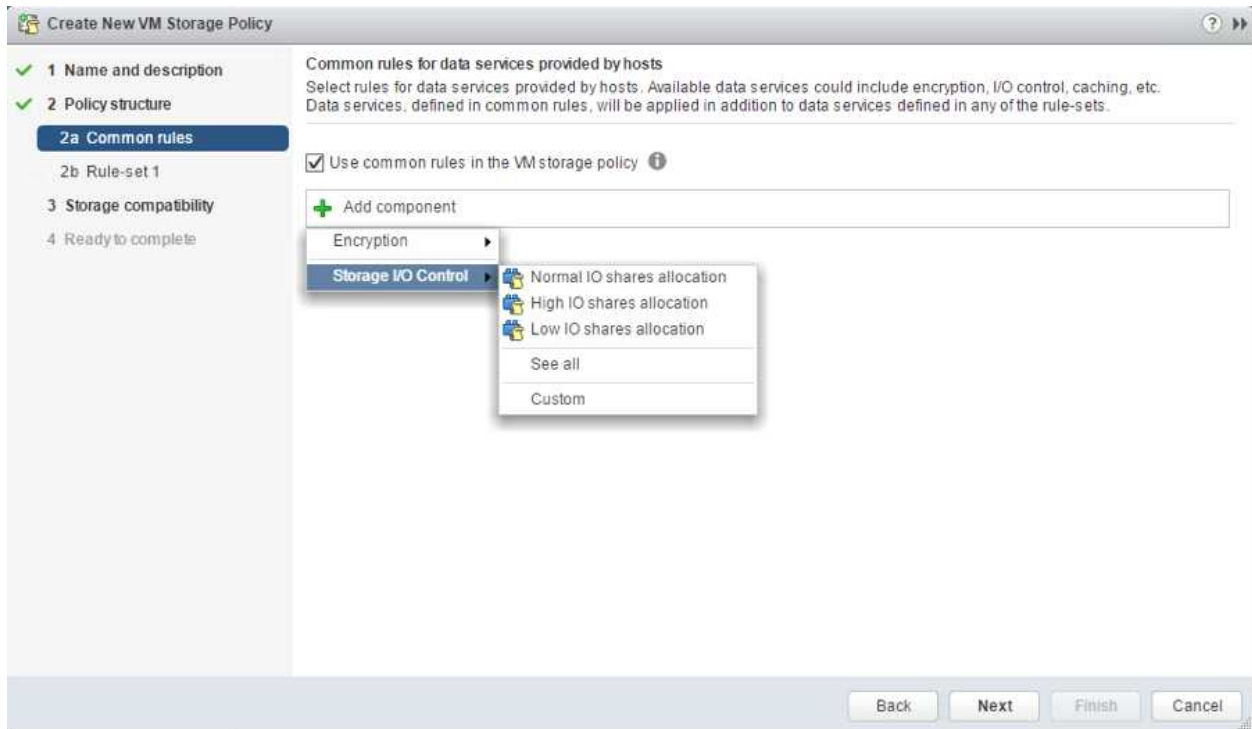 Create New VM Storage Policy
?
1 Name and description
2 Policy structure
2a Common rules
2b Rule-set 1
3 Storage compatibility
4 Ready to complete
Common rules for data services provided by hosts
Select rules for data services provided by hosts. Available data services could include encryption, I/O control, caching, etc.
Data services, defined in common rules, will be applied in addition to data services defined in any of the rule-sets.
Use common rules in the VM storage policy
Add component
Encryption
Storage I/O Control
Normal IO shares allocation
High IO shares allocation
Low IO shares allocation
See all
Custom
Back Next Finish Cancel